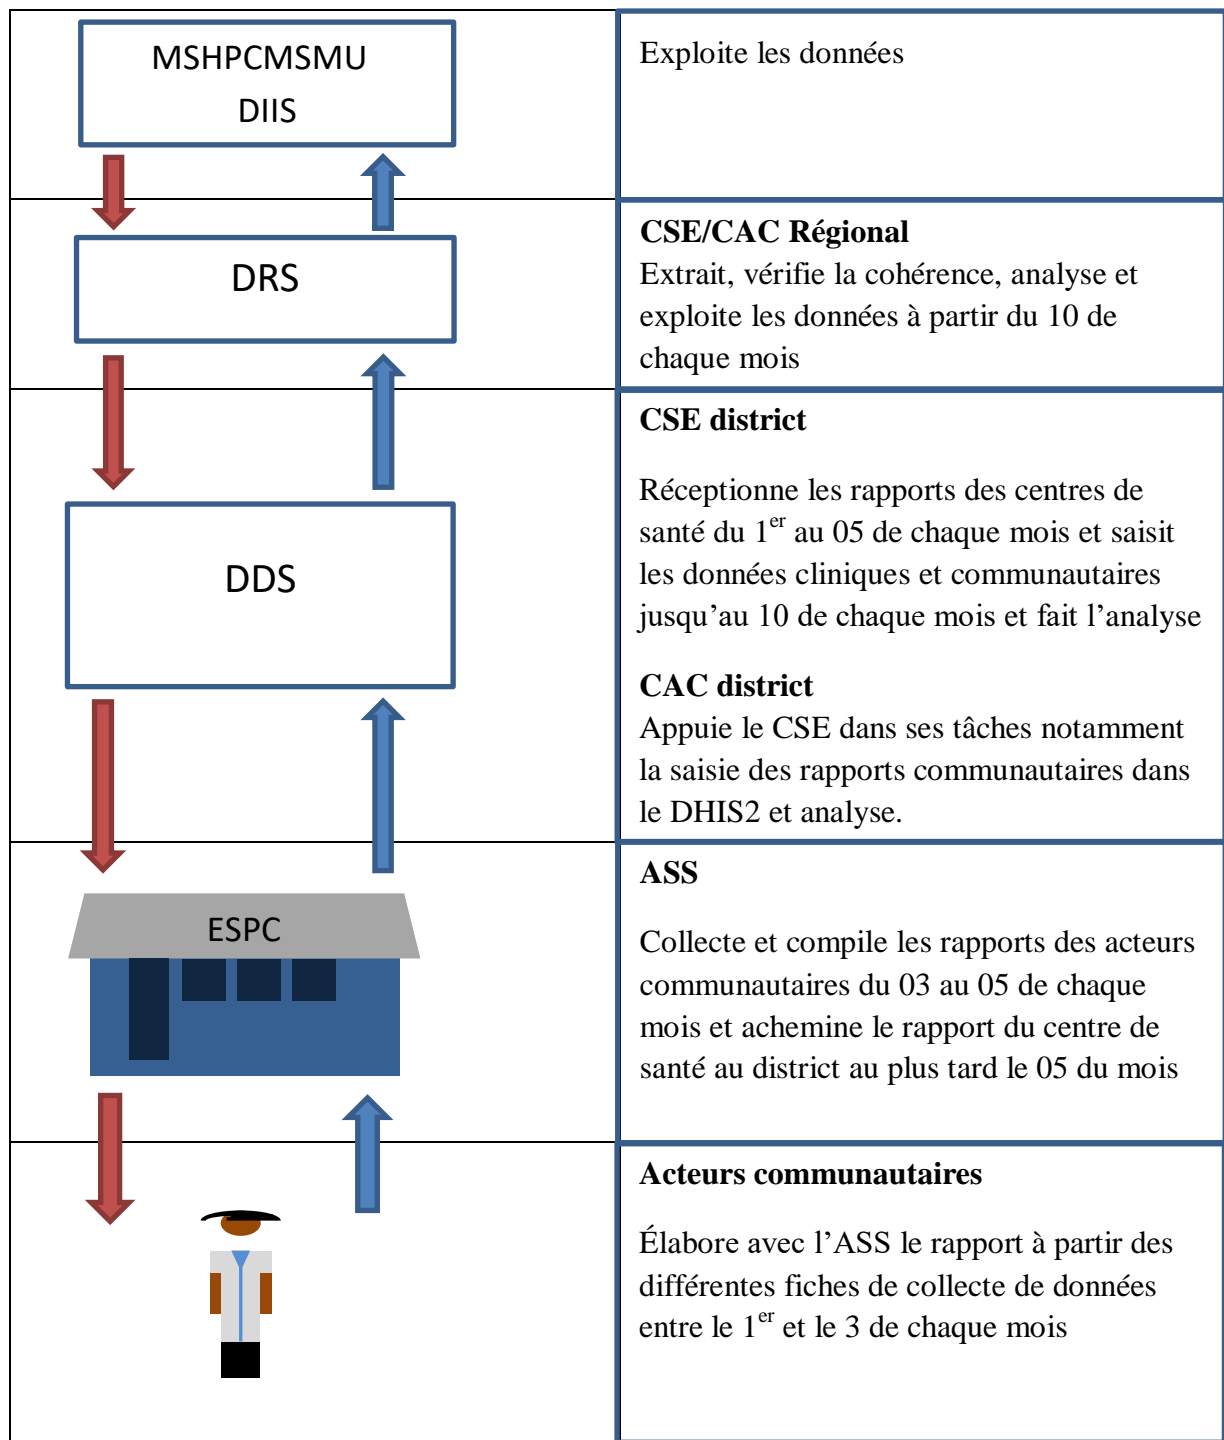 MSHPCMSMU
DIIS
Exploite les données
DRS
CSE/CAC Régional
Extrait, vérifie la cohérence, analyse et
exploite les données à partir du 10 de
chaque mois
DDS
CSE district
Réceptionne les rapports des centres de
santé du 1er au 05 de chaque mois et saisit
les données cliniques et communautaires
jusqu’au 10 de chaque mois et fait l’analyse
CAC district
Appuie le CSE dans ses tâches notamment
la saisie des rapports communautaires dans
le DHIS2 et analyse.
ESPC
ASS
Collecte et compile les rapports des acteurs
communautaires du 03 au 05 de chaque
mois et achemine le rapport du centre de
santé au district au plus tard le 05 du mois
Acteurs communautaires
Élabore avec l’ASS le rapport à partir des
différentes fiches de collecte de données
entre le 1er et le 3 de chaque mois